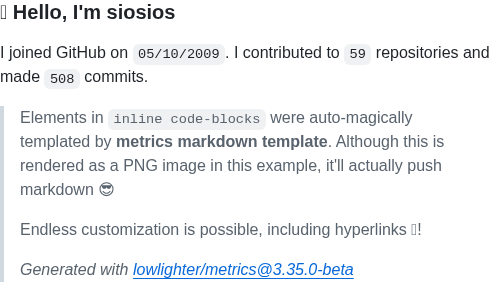 Hello, I'm siosios
I joined GitHub on 05/10/2009. I contributed to 59 repositories and
made 508 commits.
Elements in inline code-blocks were auto-magically
templated by metrics markdown template. Although this is
rendered as a PNG image in this example, it'll actually push
markdown 😎
Endless customization is possible, including hyperlinks !
Generated with lowlighter/metrics@3.35.0-beta